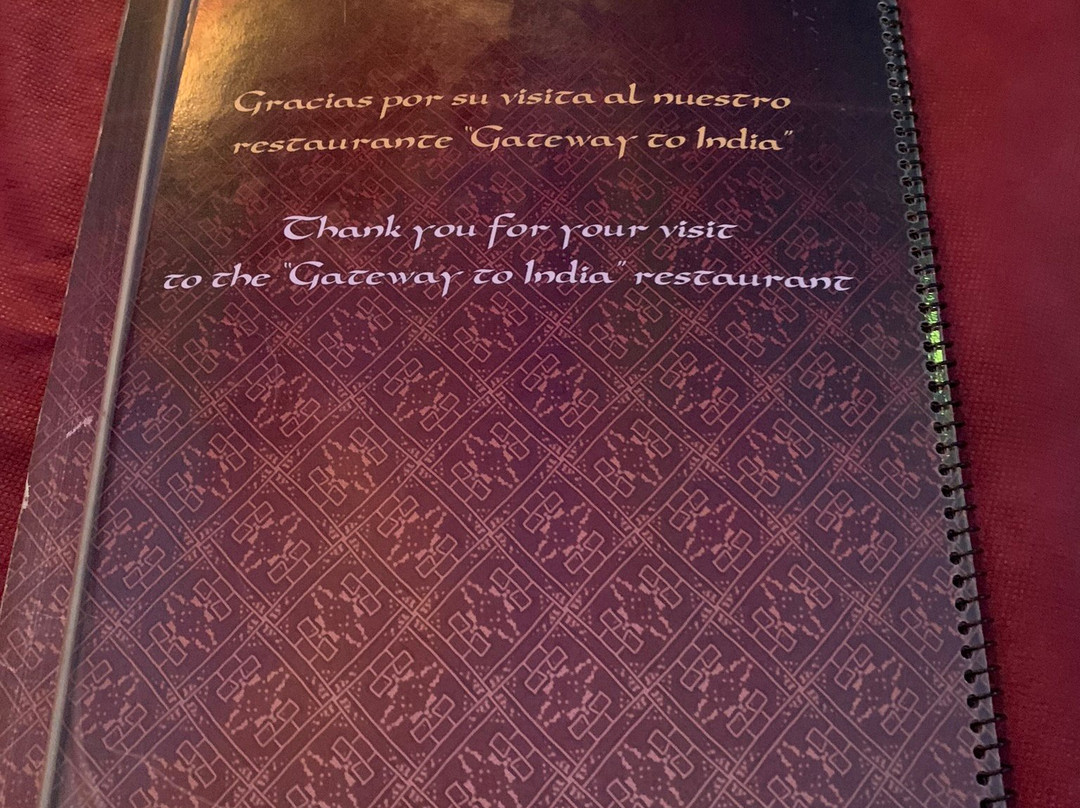 Gracias por su visita al nuestro
restaurante "Gateway to India"
Thank you for your visit
to the "Gateway to India" restaurant